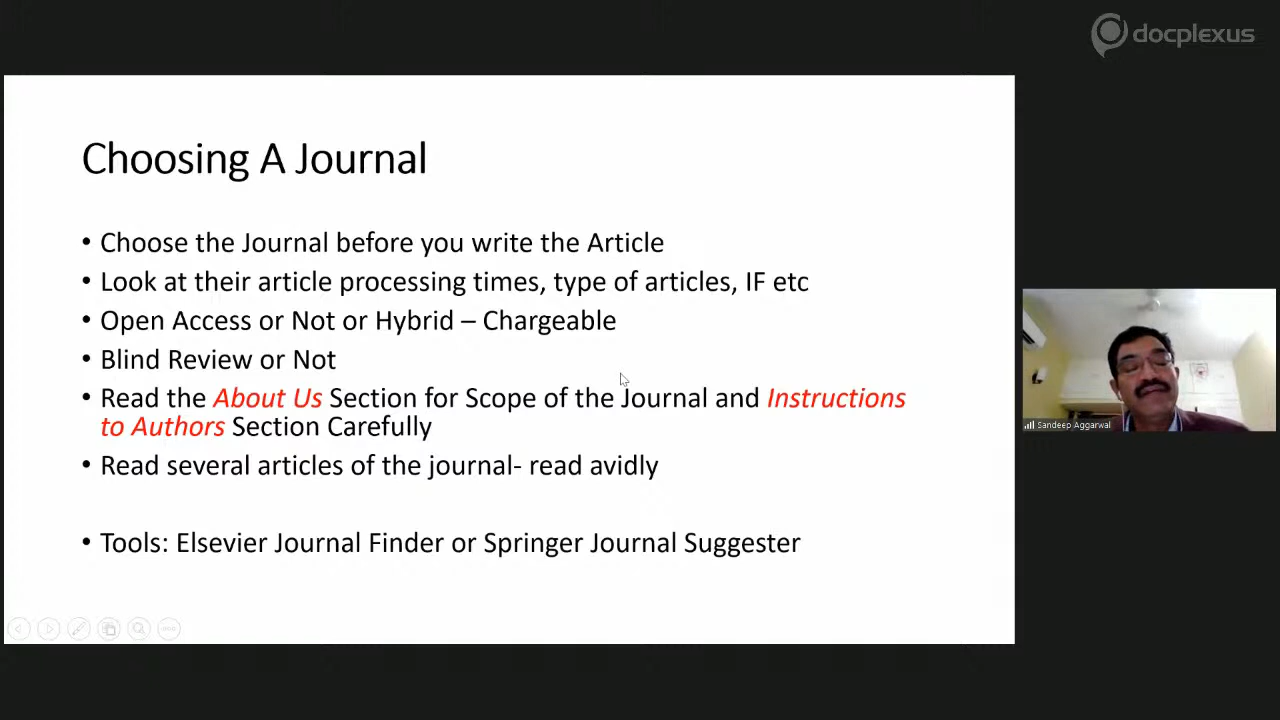 docplexus
Choosing A Journal
• Choose the Journal before you write the Article
• Look at their article processing times, type of articles, IF etc
• Open Access or Not or Hybrid – Chargeable
• Blind Review or Not
• Read the About Us Section for Scope of the Journal and Instructions
to Authors Section Carefully
• Read several articles of the journal- read avidly
• Tools: Elsevier Journal Finder or Springer Journal Suggester
Sandeep Aggarwal